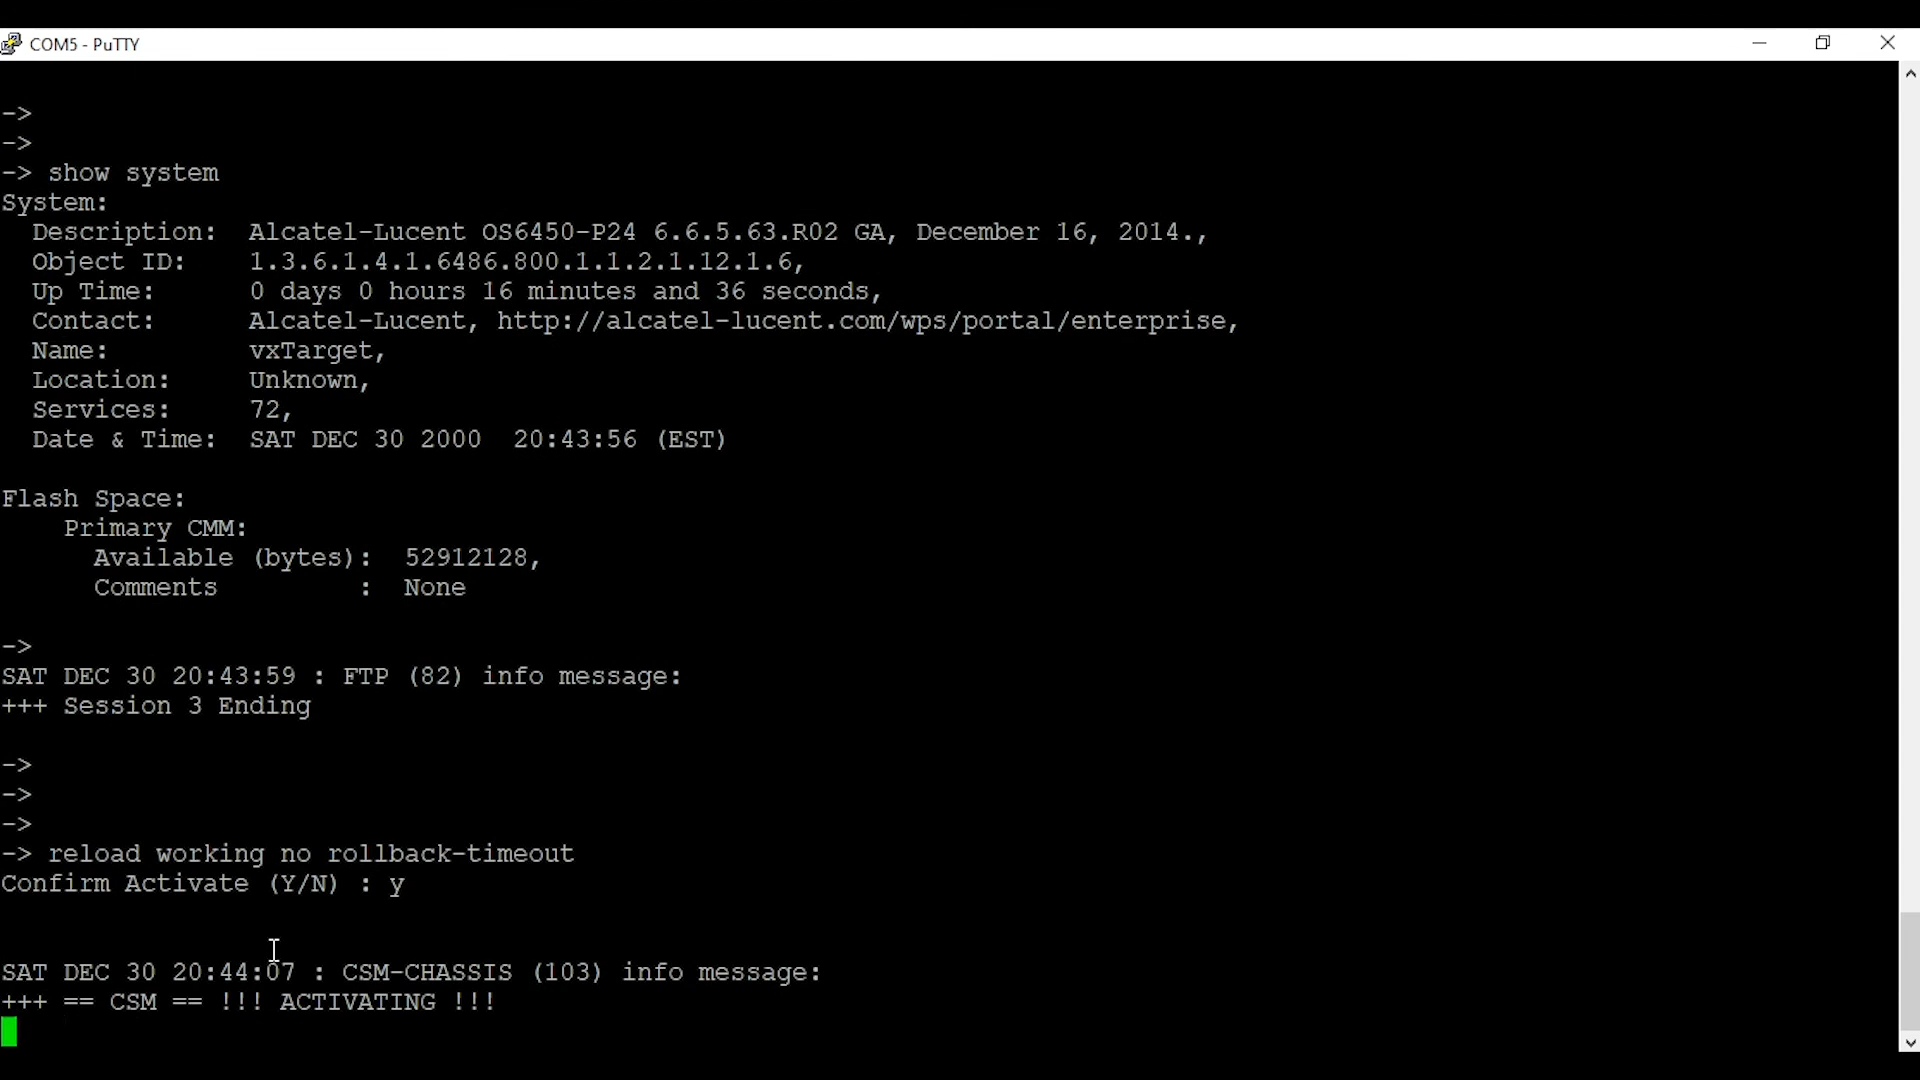 COM5 - PuTTY
->
->
-> show system
System:
  Description:  Alcatel-Lucent OS6450-P24 6.6.5.63.R02 GA, December 16, 2014.,
  Object ID:    1.3.6.1.4.1.6486.800.1.1.2.1.12.1.6,
  Up Time:      0 days 0 hours 16 minutes and 36 seconds,
  Contact:      Alcatel-Lucent, http://alcatel-lucent.com/wps/portal/enterprise,
  Name:         vxTarget,
  Location:     Unknown,
  Services:     72,
  Date & Time:  SAT DEC 30 2000  20:43:56 (EST)
Flash Space:
    Primary CMM:
      Available (bytes):  52912128,
      Comments         :  None
->
SAT DEC 30 20:43:59 : FTP (82) info message:
+++ Session 3 Ending
->
->
->
-> reload working no rollback-timeout
Confirm Activate (Y/N) : y
SAT DEC 30 20:44:07 : CSM-CHASSIS (103) info message:
+++ == CSM == !!! ACTIVATING !!!